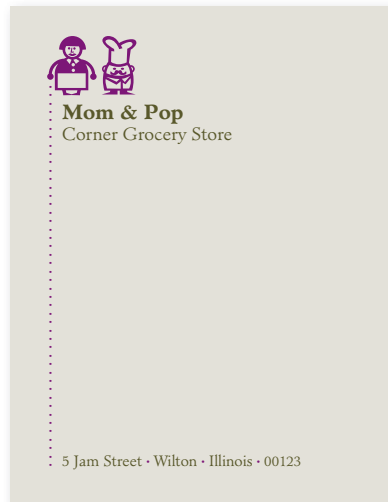 Mom & Pop
Corner Grocery Store
5 Jam Street • Wilton • Illinois • 00123